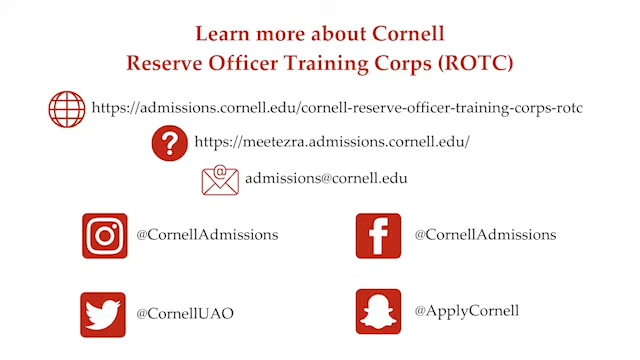 Learn more about Cornell
Reserve Officer Training Corps (ROTC)
https://admissions.cornell.edu/cornell-reserve-officer-training-corps-rotc
?
https://meetezra.admissions.cornell.edu/
@
admissions@cornell.edu
@CornellAdmissions
f
@CornellAdmissions
@CornellUAO
@ApplyCornell